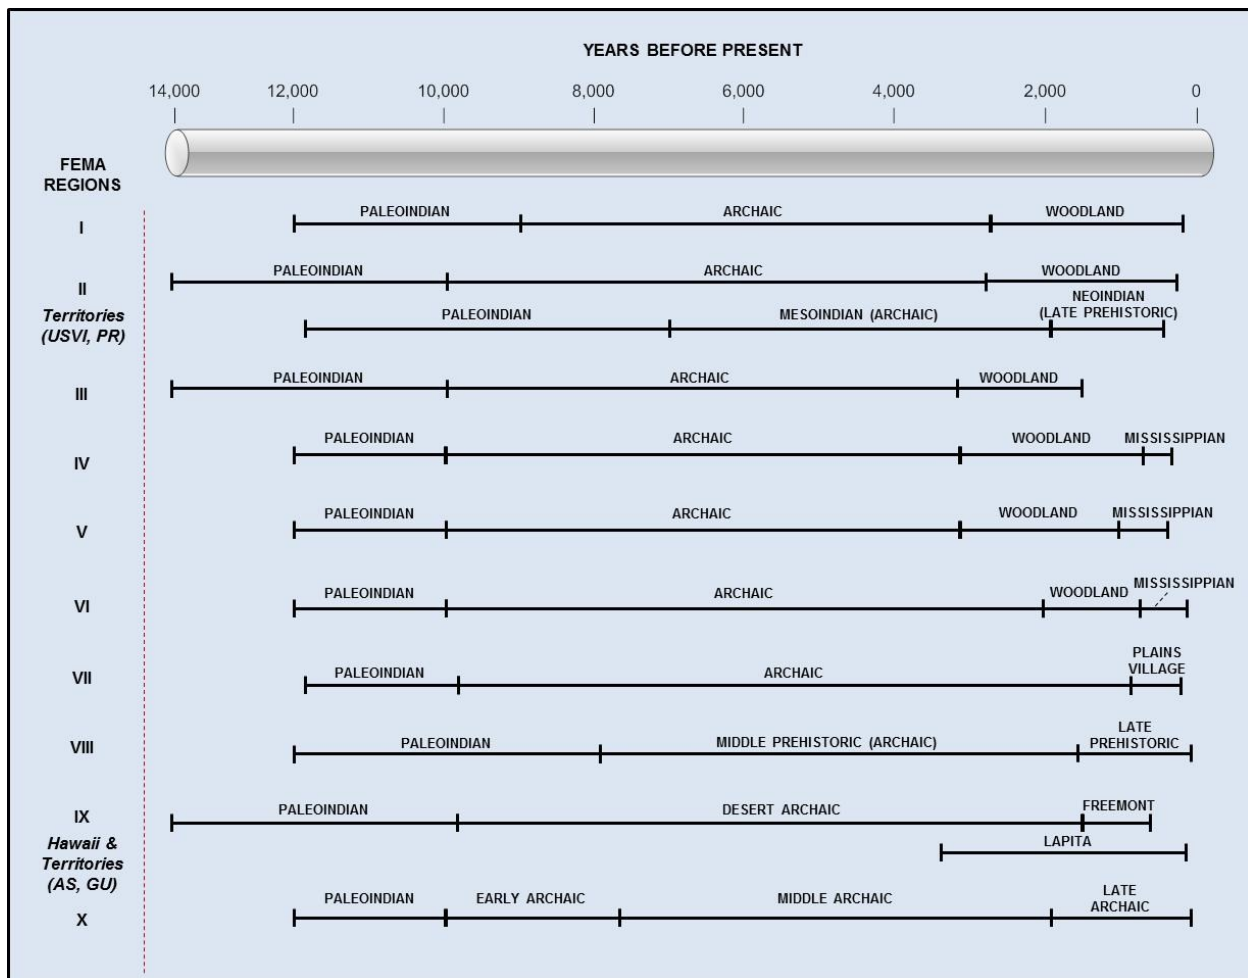 YEARS BEFORE PRESENT
14,000 12,000 10,000 8,000 6,000 4,000 2,000 0
FEMA
REGIONS
I
PALEOINDIAN ARCHAIC WOODLAND
II
PALEOINDIAN ARCHAIC WOODLAND
Territories
(USVI, PR)
PALEOINDIAN MESOINDIAN (ARCHAIC) NEOINDIAN
(LATE PREHISTORIC)
III
PALEOINDIAN ARCHAIC WOODLAND
IV
PALEOINDIAN ARCHAIC WOODLAND MISSISSIPPIAN
V
PALEOINDIAN ARCHAIC WOODLAND MISSISSIPPIAN
VI
PALEOINDIAN ARCHAIC WOODLAND MISSISSIPPIAN
VII
PALEOINDIAN ARCHAIC PLAINS
VILLAGE
VIII
PALEOINDIAN MIDDLE PREHISTORIC (ARCHAIC) LATE
PREHISTORIC
IX
PALEOINDIAN DESERT ARCHAIC FREEMONT
Hawaii &
Territories
(AS, GU)
LAPITA
X
PALEOINDIAN EARLY ARCHAIC MIDDLE ARCHAIC LATE
ARCHAIC